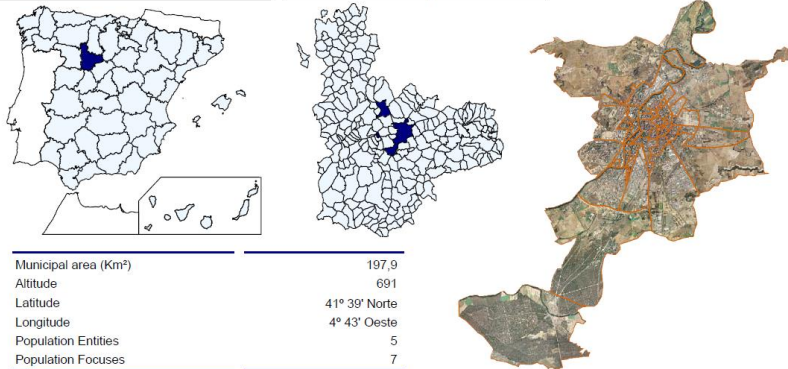 Municipal area (Km²) 197,9
Altitude 691
Latitude 41º 39' Norte
Longitude 4º 43' Oeste
Population Entities 5
Population Focuses 7